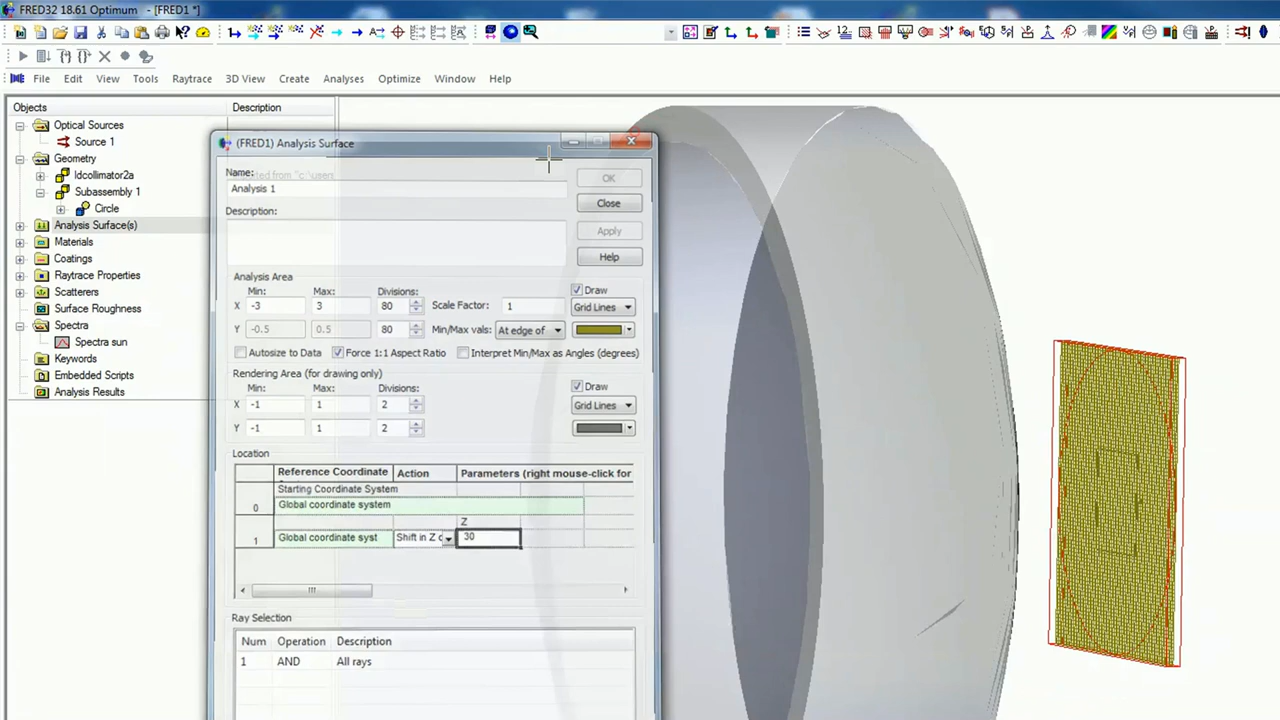 FRED32 18.61 Optimum - [FRED1 *]
File Edit View Tools Raytrace 3D View Create Analyses Optimize Window Help
Objects Description
Optical Sources
Source 1
Geometry
ldcollimator2a
Subassembly 1
Circle
Analysis Surface(s)
Materials
Coatings
Raytrace Properties
Scatterers
Surface Roughness
Spectra
Spectra sun
Keywords
Embedded Scripts
Analysis Results
(FRED1) Analysis Surface
Name:
Analysis 1
OK
Close
Description:
Apply
Help
Analysis Area
Min: Max: Divisions:
Draw
X -3 3 80 Scale Factor: 1 Grid Lines
Y -0.5 0.5 80 Min/Max vals: At edge of
Autosize to Data Force 1:1 Aspect Ratio Interpret Min/Max as Angles (degrees)
Rendering Area (for drawing only)
Min: Max: Divisions:
Draw
X -1 1 2 Grid Lines
Y -1 1 2
Location
Reference Coordinate Action Parameters (right mouse-click for
Starting Coordinate System
0 Global coordinate system
Z
1 Global coordinate syst Shift in Z 30
Ray Selection
Num Operation Description
1 AND All rays